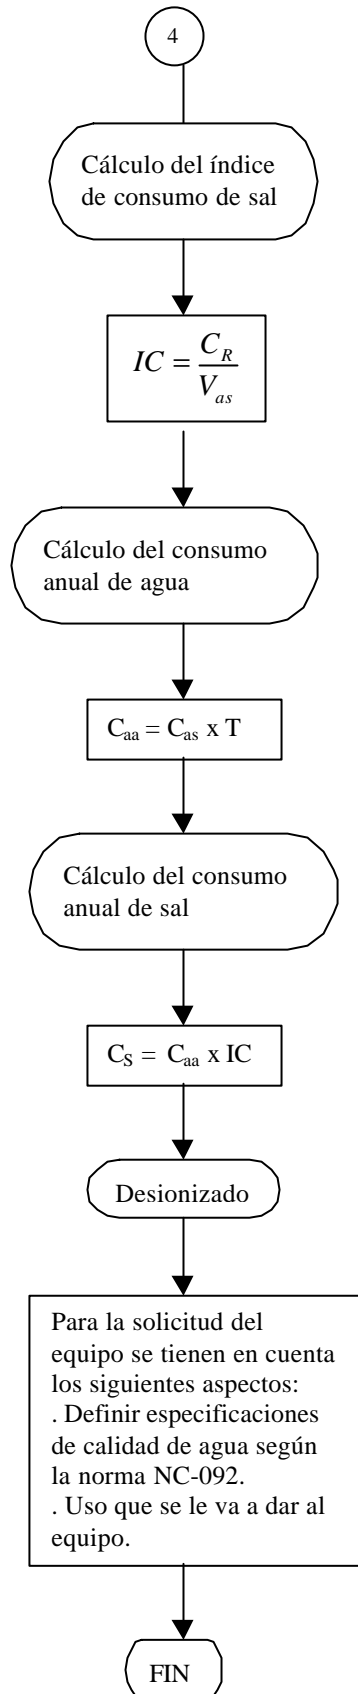 4
Cálculo del índice
de consumo de sal
IC = C_R / V_as
Cálculo del consumo
anual de agua
C_aa = C_as x T
Cálculo del consumo
anual de sal
C_S = C_aa x IC
Desionizado
Para la solicitud del
equipo se tienen en cuenta
los siguientes aspectos:
. Definir especificaciones
de calidad de agua según
la norma NC-092.
. Uso que se le va a dar al
equipo.
FIN